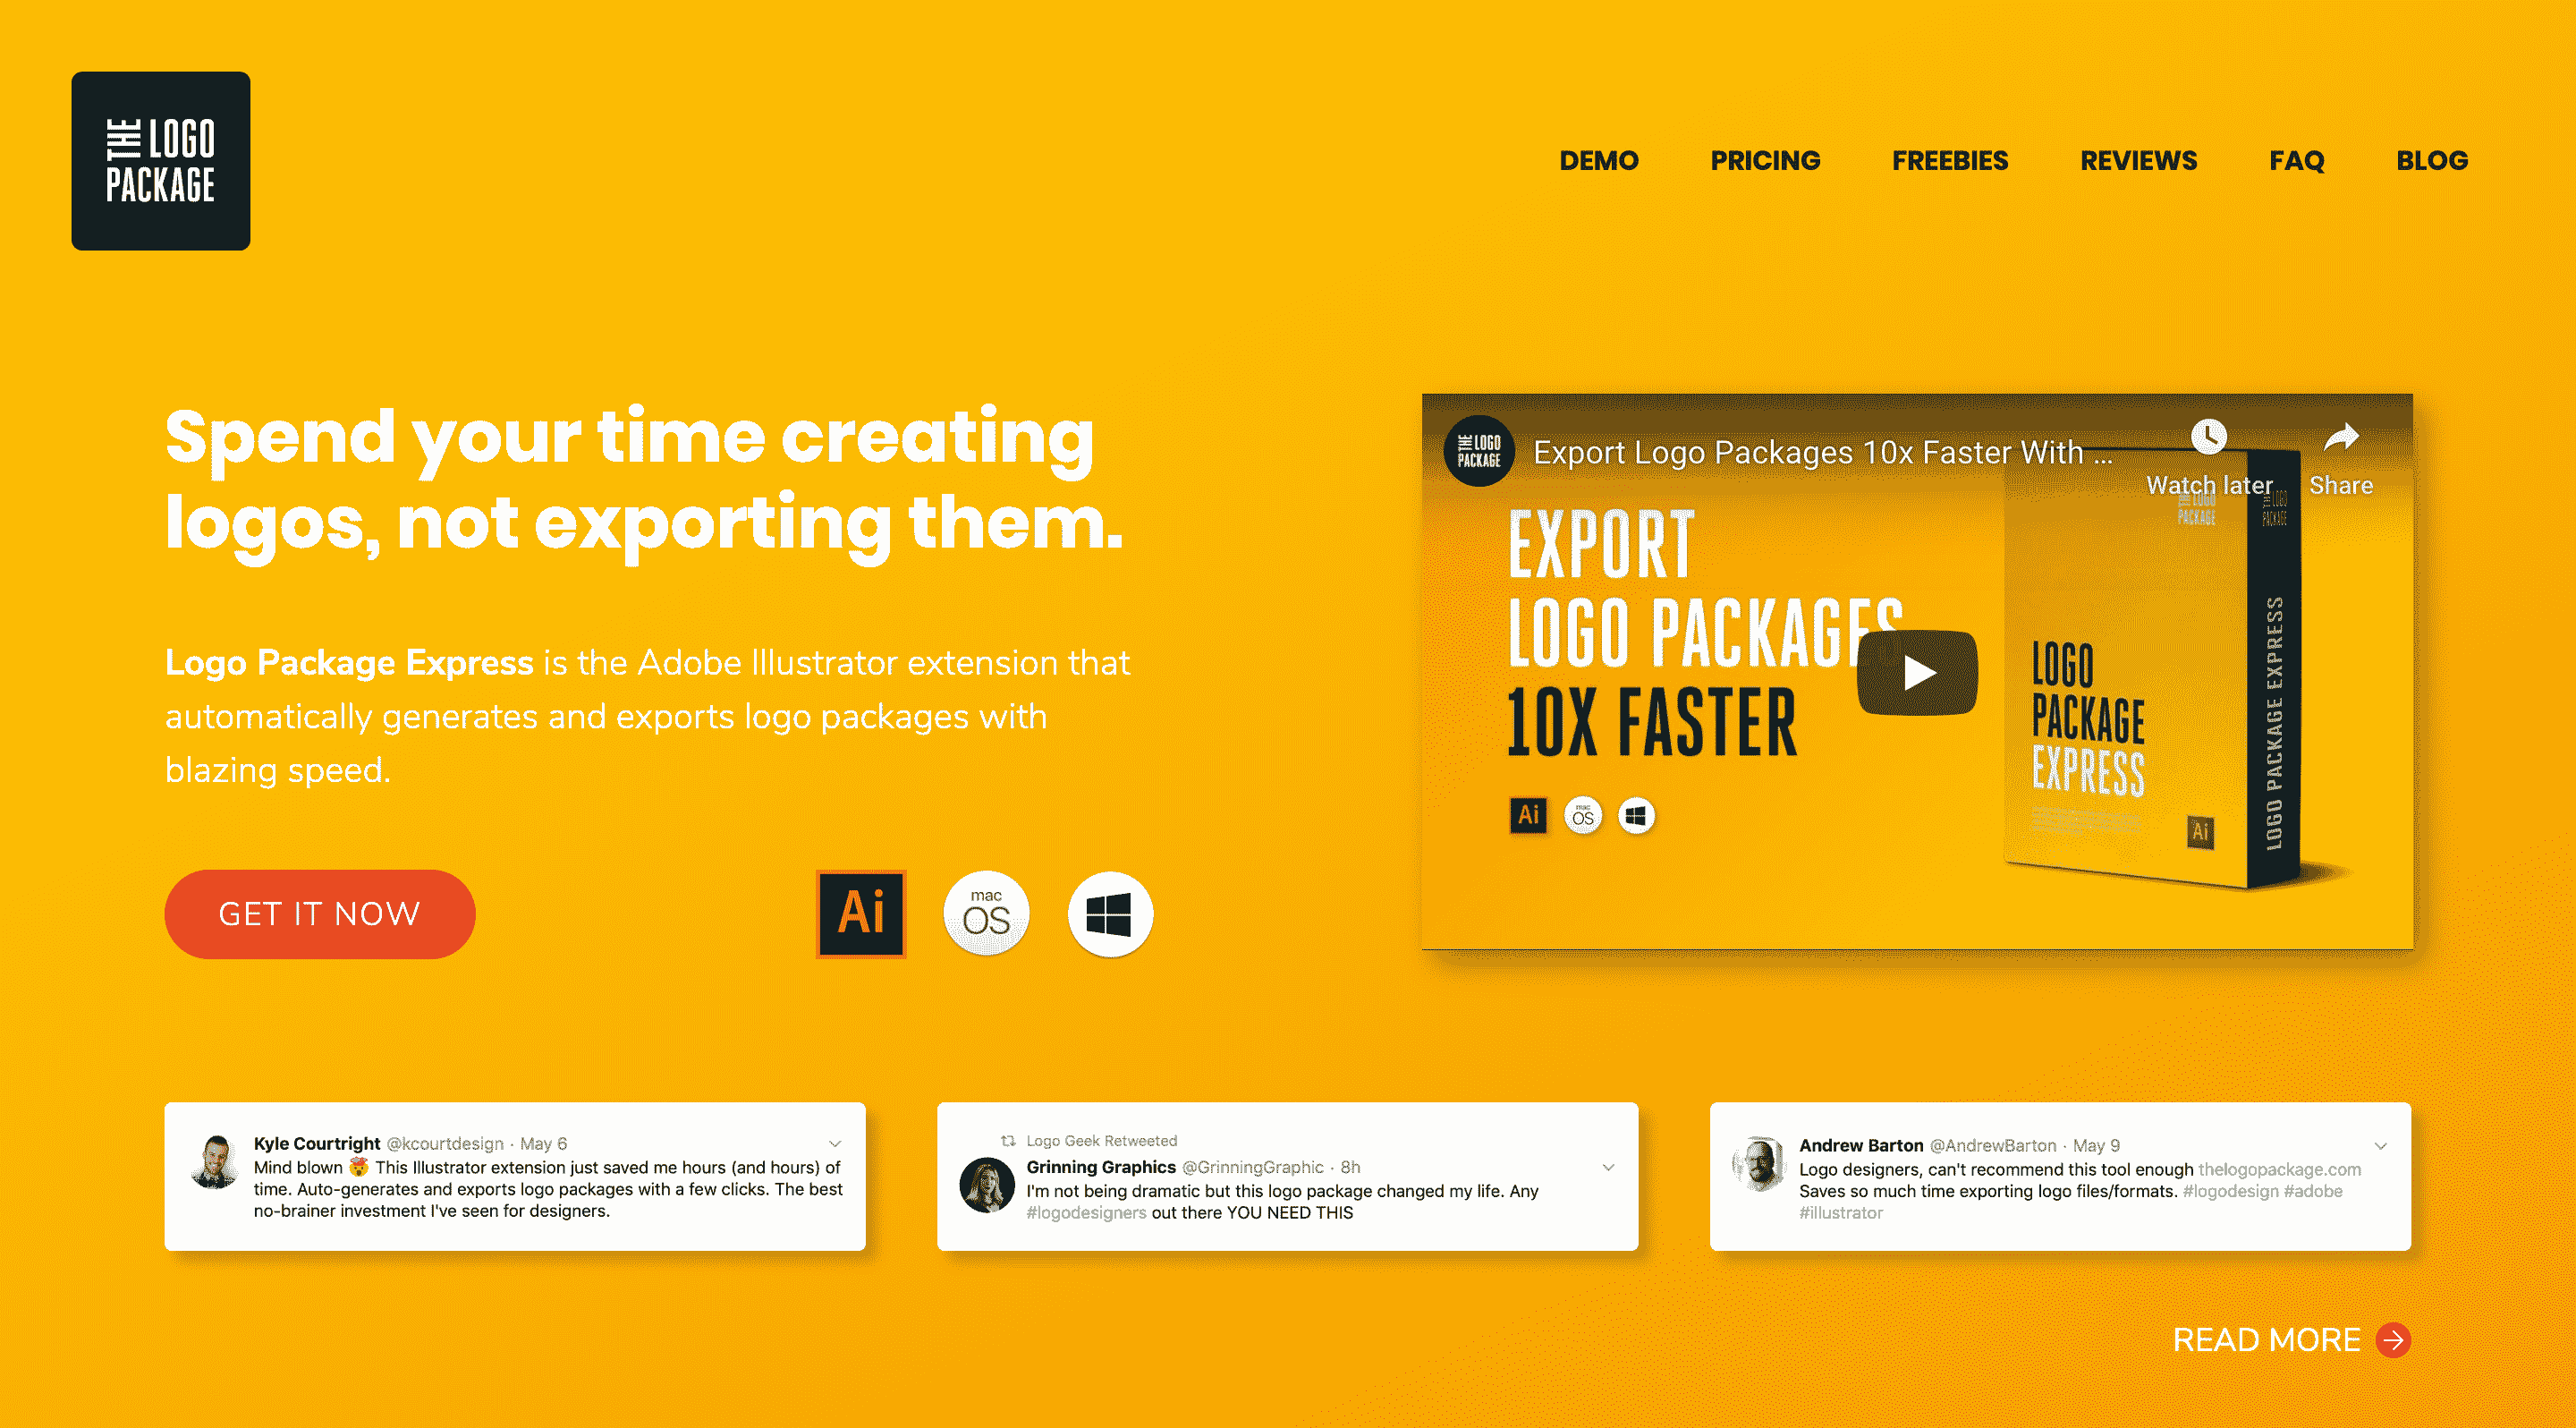 THE LOGO
PACKAGE
DEMO PRICING FREEBIES REVIEWS FAQ BLOG
Spend your time creating
logos, not exporting them.
Logo Package Express is the Adobe Illustrator extension that
automatically generates and exports logo packages with
blazing speed.
GET IT NOW
Ai
mac
OS
THE LOGO
PACKAGE
Export Logo Packages 10x Faster With ...
Watch later
Share
EXPORT
LOGO PACKAGES
10X FASTER
Ai
mac
OS
THE LOGO
PACKAGE
LOGO
PACKAGE
EXPRESS
Ai
THE LOGO
PACKAGE
LOGO PACKAGE EXPRESS
Kyle Courtright @kcourtdesign · May 6
Mind blown 🤯 This Illustrator extension just saved me hours (and hours) of
time. Auto-generates and exports logo packages with a few clicks. The best
no-brainer investment I've seen for designers.
Logo Geek Retweeted
Grinning Graphics @GrinningGraphic · 8h
I'm not being dramatic but this logo package changed my life. Any
#logodesigners out there YOU NEED THIS
Andrew Barton @AndrewBarton · May 9
Logo designers, can't recommend this tool enough thelogopackage.com
Saves so much time exporting logo files/formats. #logodesign #adobe
#illustrator
READ MORE